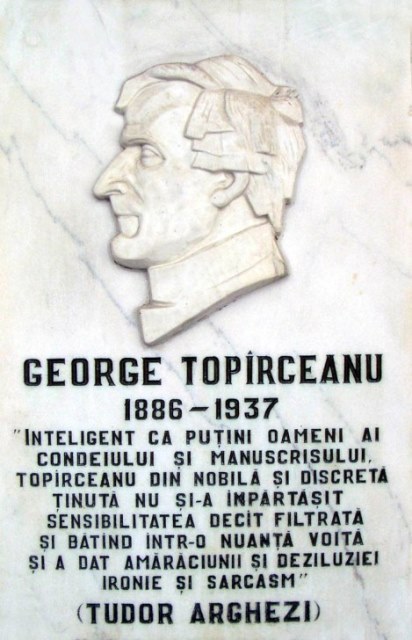 GEORGE TOPÎRCEANU
1886 – 1937
"INTELIGENT CA PUȚINI OAMENI AI
CONDEIULUI ȘI MANUSCRISULUI,
TOPÎRCEANU DIN NOBILĂ ȘI DISCRETĂ
ȚINUTĂ NU ȘI-A ÎMPĂRTĂȘIT
SENSIBILITATEA DECÎT FILTRATĂ
ȘI BĂTÎND ÎNTR-O NUANȚĂ VOITĂ
ȘI A DAT AMĂRĂCIUNII ȘI DEZILUZIEI
IRONIE ȘI SARCASM"
(TUDOR ARGHEZI)